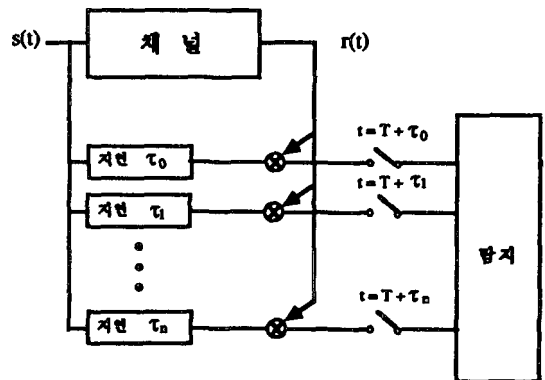 s(t) 채 널 r(t)
지연 τ₀
t = T + τ₀
지연 τ₁
t = T + τ₁
탐지
지연 τₙ
t = T + τₙ